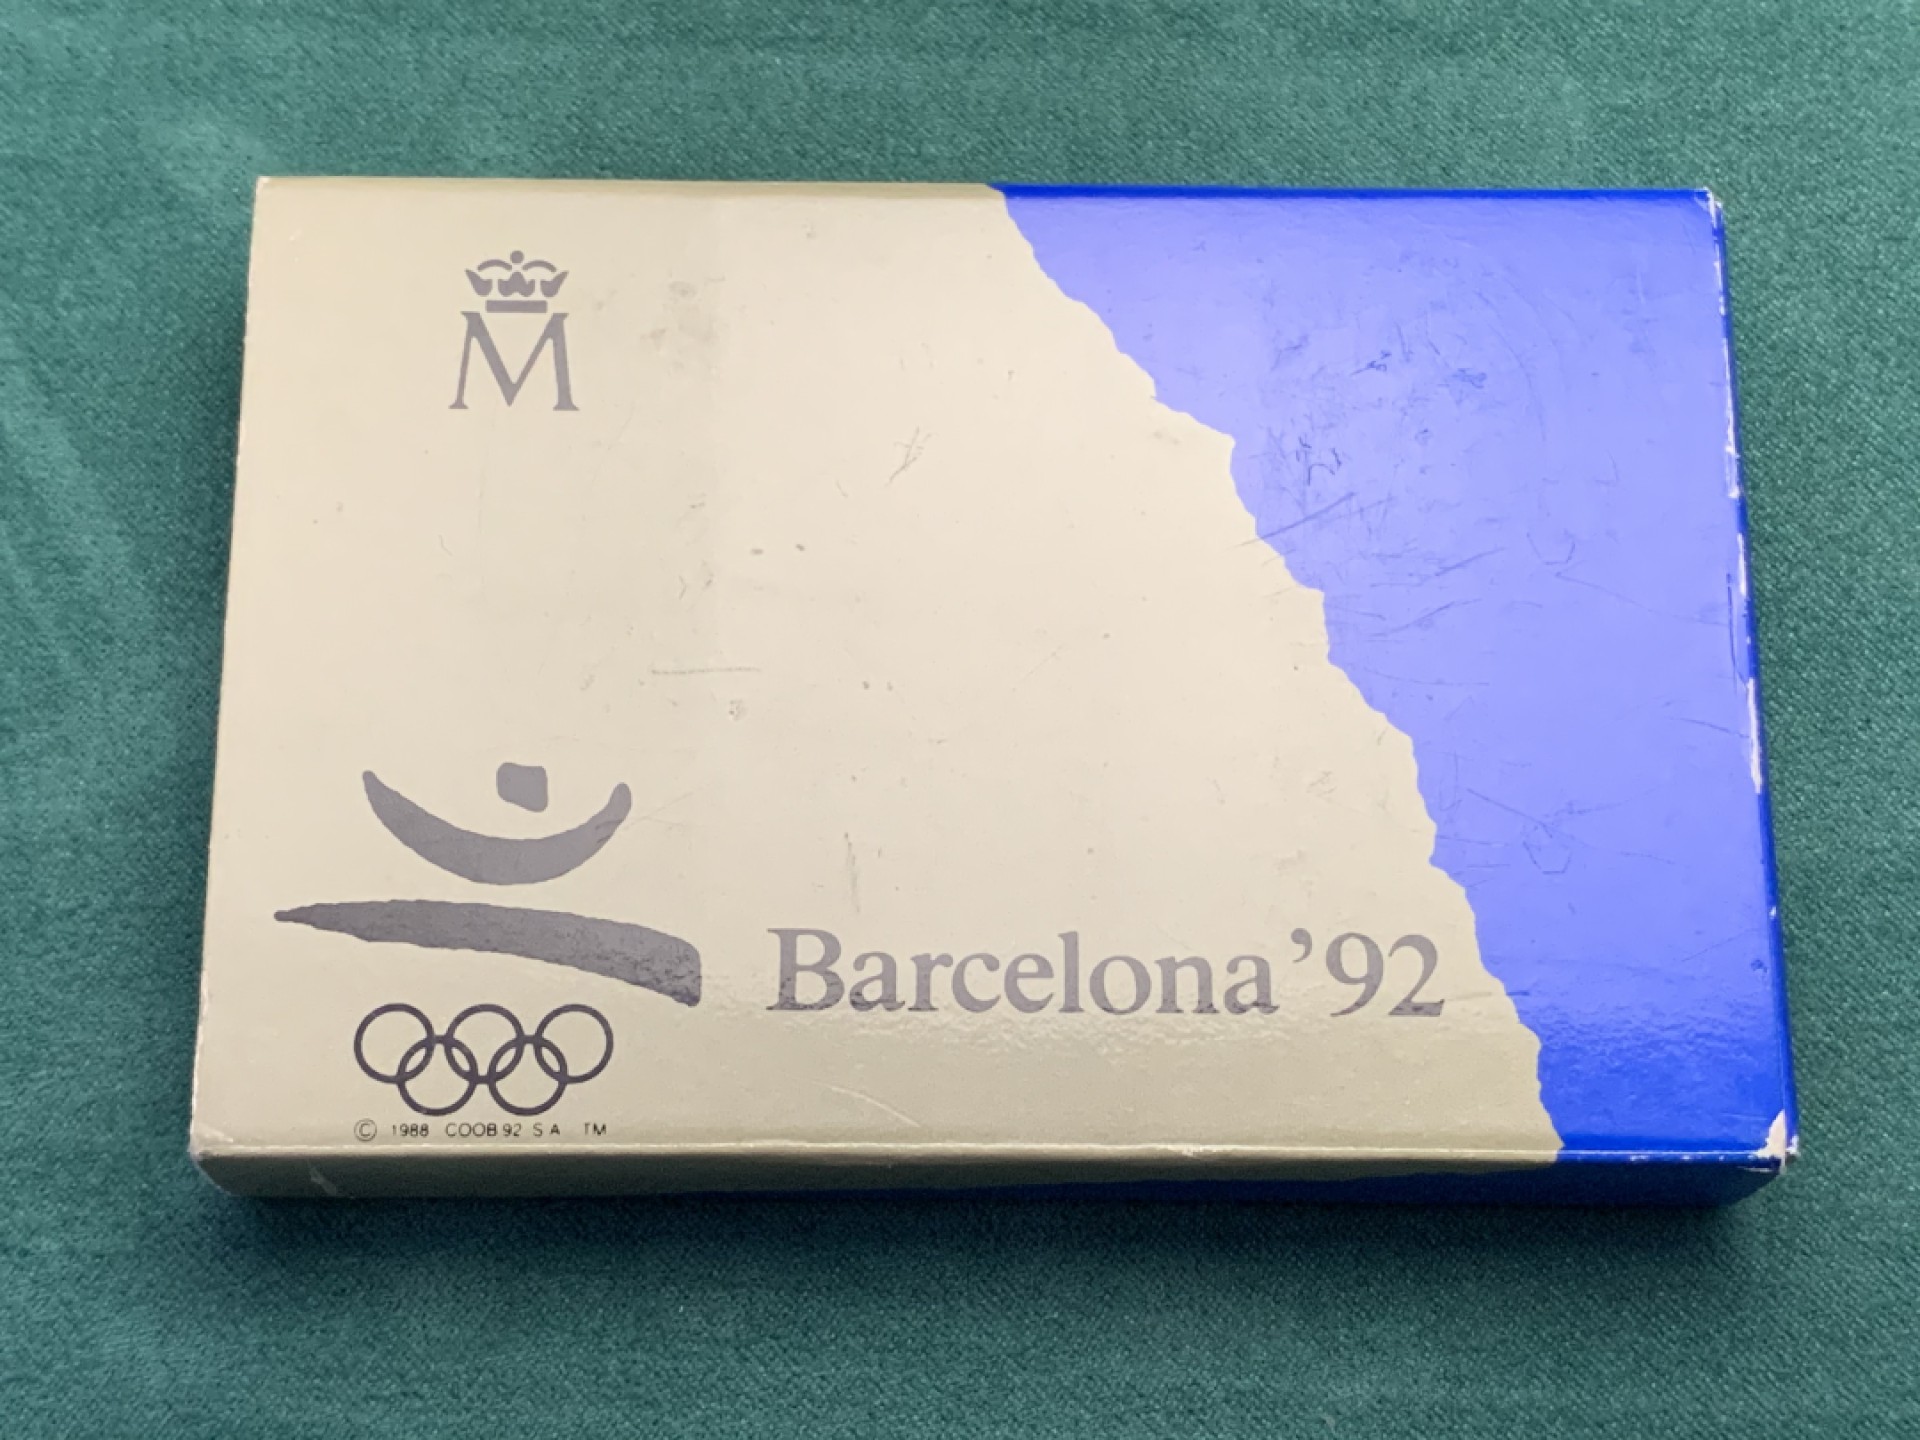 M
Barcelona '92
© 1988 COOB 92 S A TM